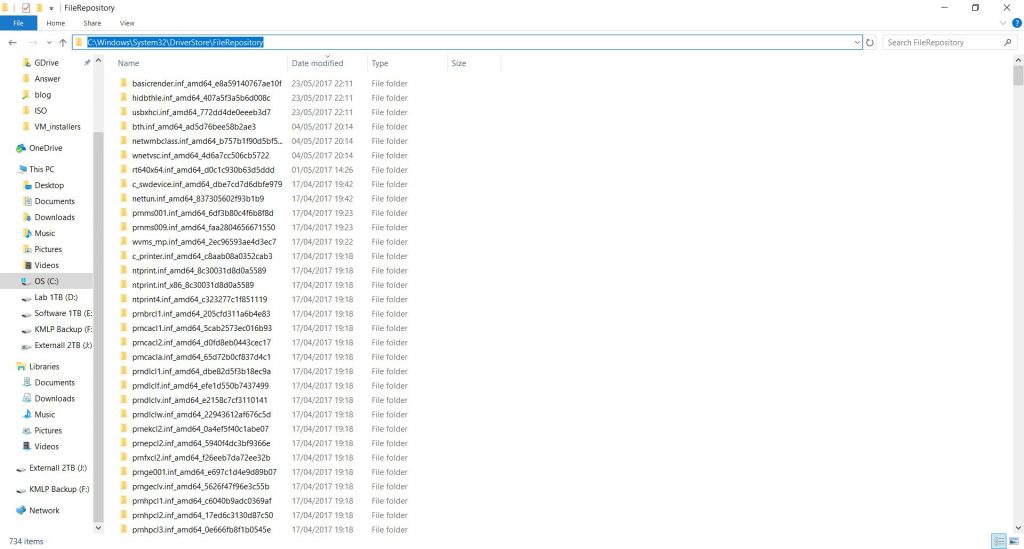 FileRepository
File Home Share View
C:\Windows\System32\DriverStore\FileRepository
Search FileRepository
GDrive
Answer
blog
ISO
VM_installers
OneDrive
This PC
Desktop
Documents
Downloads
Music
Pictures
Videos
OS (C:)
Lab 1TB (D:)
Software 1TB (E:
KMLP Backup (F:
Externall 2TB (J:)
Libraries
Documents
Downloads
Music
Pictures
Videos
Externall 2TB (J:)
KMLP Backup (F:)
Network
Name Date modified Type Size
basicrender.inf_amd64_e8a59140767ae10f 23/05/2017 22:11 File folder
hidbthle.inf_amd64_407a5f3a5b6d008c 23/05/2017 22:11 File folder
usbxhci.inf_amd64_772dd4de0eeeb3d7 23/05/2017 22:11 File folder
bth.inf_amd64_ad5d76bee58b2ae3 04/05/2017 20:14 File folder
netwmbclass.inf_amd64_b757b1f90d5bf5... 04/05/2017 20:14 File folder
wnetvsc.inf_amd64_4d6a7cc506cb5722 04/05/2017 20:14 File folder
rt640x64.inf_amd64_d0c1c930b63d5ddd 01/05/2017 14:26 File folder
c_swdevice.inf_amd64_dbe7cd7d6dbfe979 17/04/2017 19:42 File folder
nettun.inf_amd64_837305602f93b1b9 17/04/2017 19:42 File folder
prnms001.inf_amd64_6df3b80c4f6b8f8d 17/04/2017 19:23 File folder
prnms009.inf_amd64_faa2804656671550 17/04/2017 19:23 File folder
wvms_mp.inf_amd64_2ec96593ae4d3ec7 17/04/2017 19:22 File folder
c_printer.inf_amd64_c8aab08a0352cab3 17/04/2017 19:18 File folder
ntprint.inf_amd64_8c30031d8d0a5589 17/04/2017 19:18 File folder
ntprint.inf_x86_8c30031d8d0a5589 17/04/2017 19:18 File folder
ntprint4.inf_amd64_c323277c1f851119 17/04/2017 19:18 File folder
prnbrcl1.inf_amd64_205cfd311a6b4e83 17/04/2017 19:18 File folder
prncacl1.inf_amd64_5cab2573ec016b93 17/04/2017 19:18 File folder
prncacl2.inf_amd64_d0fd8eb0443cec17 17/04/2017 19:18 File folder
prncacla.inf_amd64_65d72b0cf837d4c1 17/04/2017 19:18 File folder
prndlcl1.inf_amd64_dbe82d5f3b18ec9a 17/04/2017 19:18 File folder
prndlclf.inf_amd64_efe1d550b7437499 17/04/2017 19:18 File folder
prndlclv.inf_amd64_e2158c7cf3110141 17/04/2017 19:18 File folder
prndlclw.inf_amd64_22943612af676c5d 17/04/2017 19:18 File folder
prnekcl2.inf_amd64_0a4ef5f40c1abe07 17/04/2017 19:18 File folder
prnepcl2.inf_amd64_5940f4dc3bf9366e 17/04/2017 19:18 File folder
prnfxcl2.inf_amd64_f26eeb7da72ee32b 17/04/2017 19:18 File folder
prnge001.inf_amd64_e697c1d4e9d89b07 17/04/2017 19:18 File folder
prngeclv.inf_amd64_5626f47f96e3c55b 17/04/2017 19:18 File folder
prnhpcl1.inf_amd64_c6040b9adc0369af 17/04/2017 19:18 File folder
prnhpcl2.inf_amd64_17ed6c3130d87c50 17/04/2017 19:18 File folder
prnhpcl3.inf_amd64_0e666fb8f1b0545e 17/04/2017 19:18 File folder
734 items